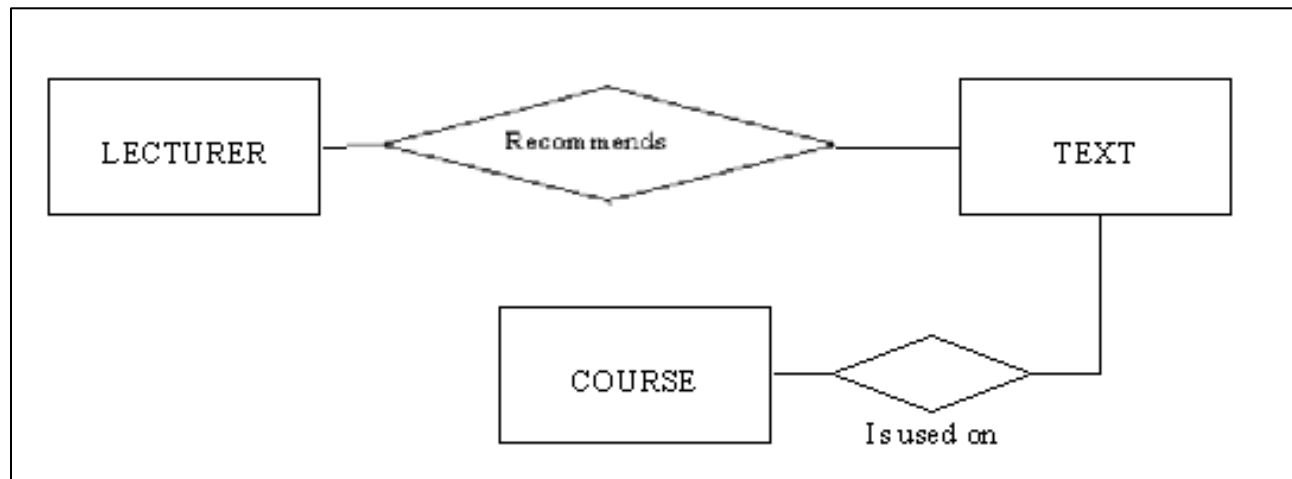 LECTURER
Recommends
TEXT
COURSE
Is used on